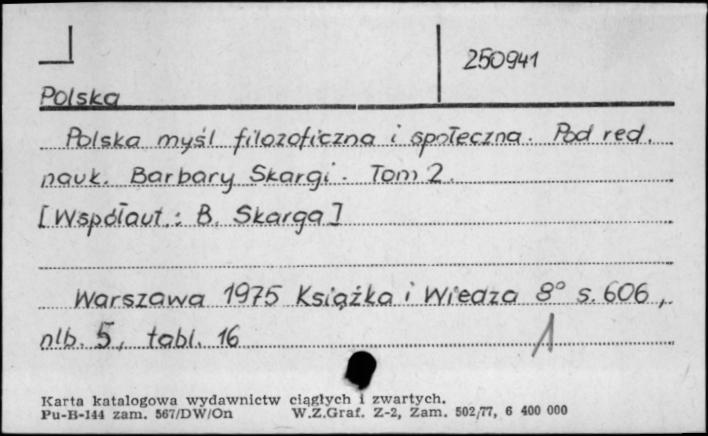 250941
Polska
Polska myśl filozoficzna i społeczna. Pod red.
nauk. Barbary Skargi. Tom 2.
[Współaut.: B. Skarga]
Warszawa 1975 Książka i Wiedza 8° s. 606,
nlb. 5, tabl. 16
1
Karta katalogowa wydawnictw ciągłych i zwartych.
Pu-B-144 zam. 567/DW/On W.Z.Graf. Z-2, Zam. 502/77, 6 400 000